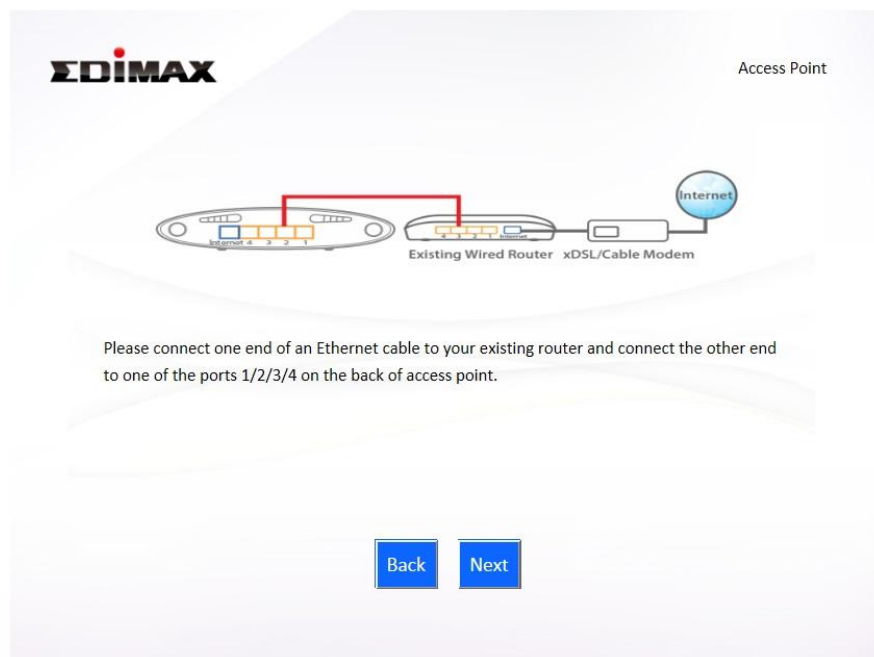 EDIMAX
Access Point
Internet
Internet 4 3 2 1
4 3 2 1 Internet
Existing Wired Router xDSL/Cable Modem
Please connect one end of an Ethernet cable to your existing router and connect the other end
to one of the ports 1/2/3/4 on the back of access point.
Back Next